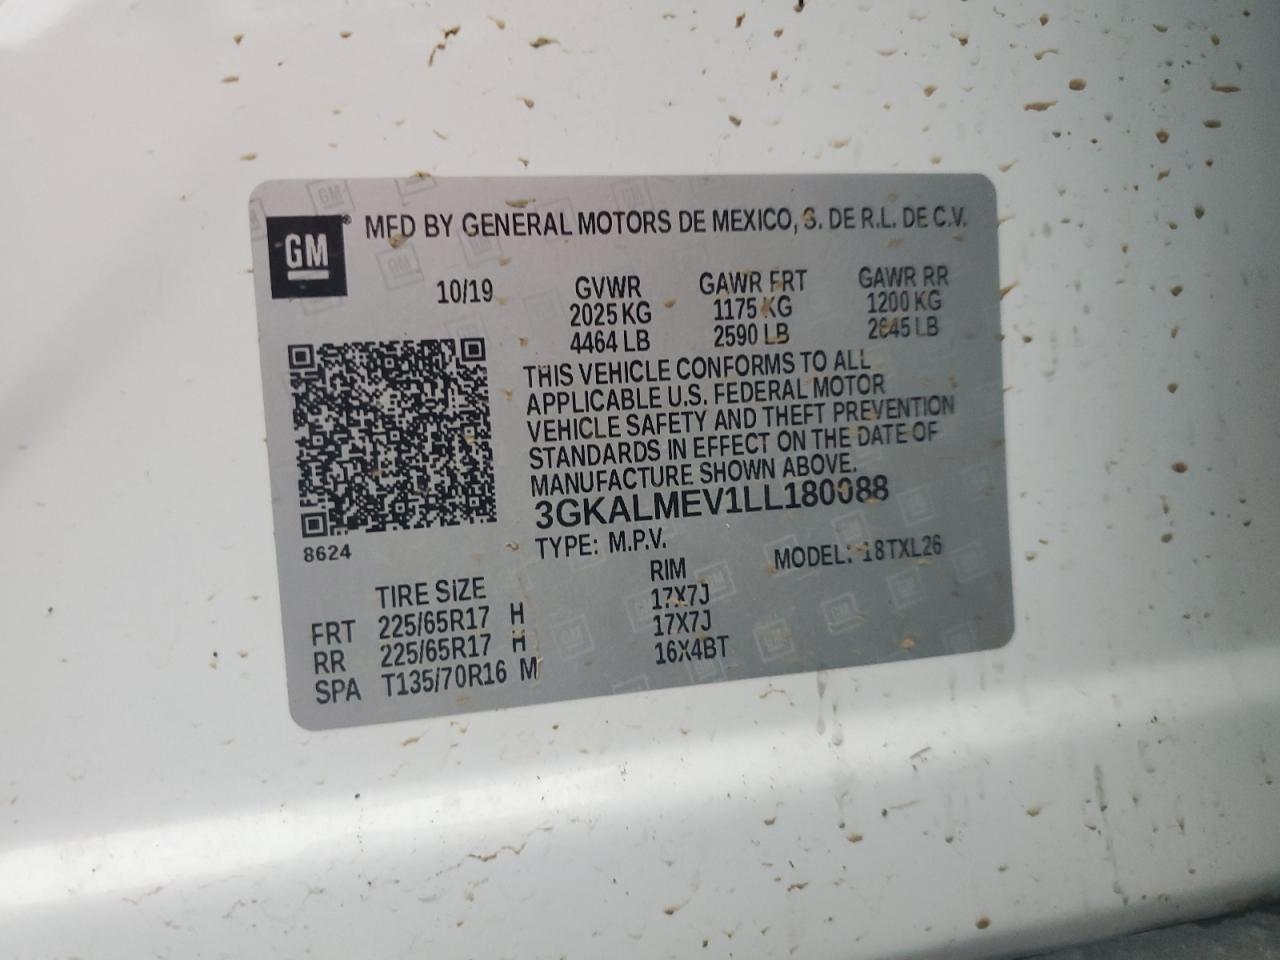 GM
MFD BY GENERAL MOTORS DE MEXICO, S. DE R.L. DE C.V.
10/19 GVWR GAWR FRT GAWR RR
2025 KG 1175 KG 1200 KG
4464 LB 2590 LB 2645 LB
THIS VEHICLE CONFORMS TO ALL
APPLICABLE U.S. FEDERAL MOTOR
VEHICLE SAFETY AND THEFT PREVENTION
STANDARDS IN EFFECT ON THE DATE OF
MANUFACTURE SHOWN ABOVE.
3GKALMEV1LL180088
8624
TYPE: M.P.V. MODEL: 18TXL26
TIRE SIZE RIM
FRT 225/65R17 H 17X7J
RR 225/65R17 H 17X7J
SPA T135/70R16 M 16X4BT